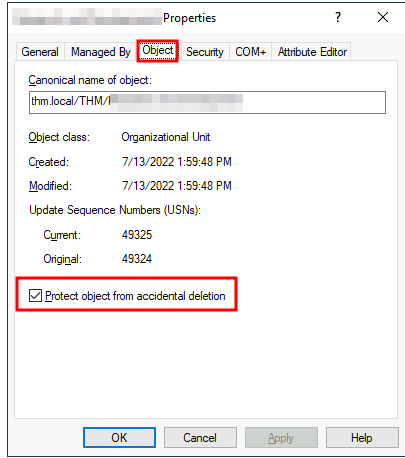 Properties
? ×
General Managed By Object Security COM+ Attribute Editor
Canonical name of object:
thm.local/THM/
Object class: Organizational Unit
Created: 7/13/2022 1:59:48 PM
Modified: 7/13/2022 1:59:48 PM
Update Sequence Numbers (USNs):
Current: 49325
Original: 49324
Protect object from accidental deletion
OK Cancel Apply Help